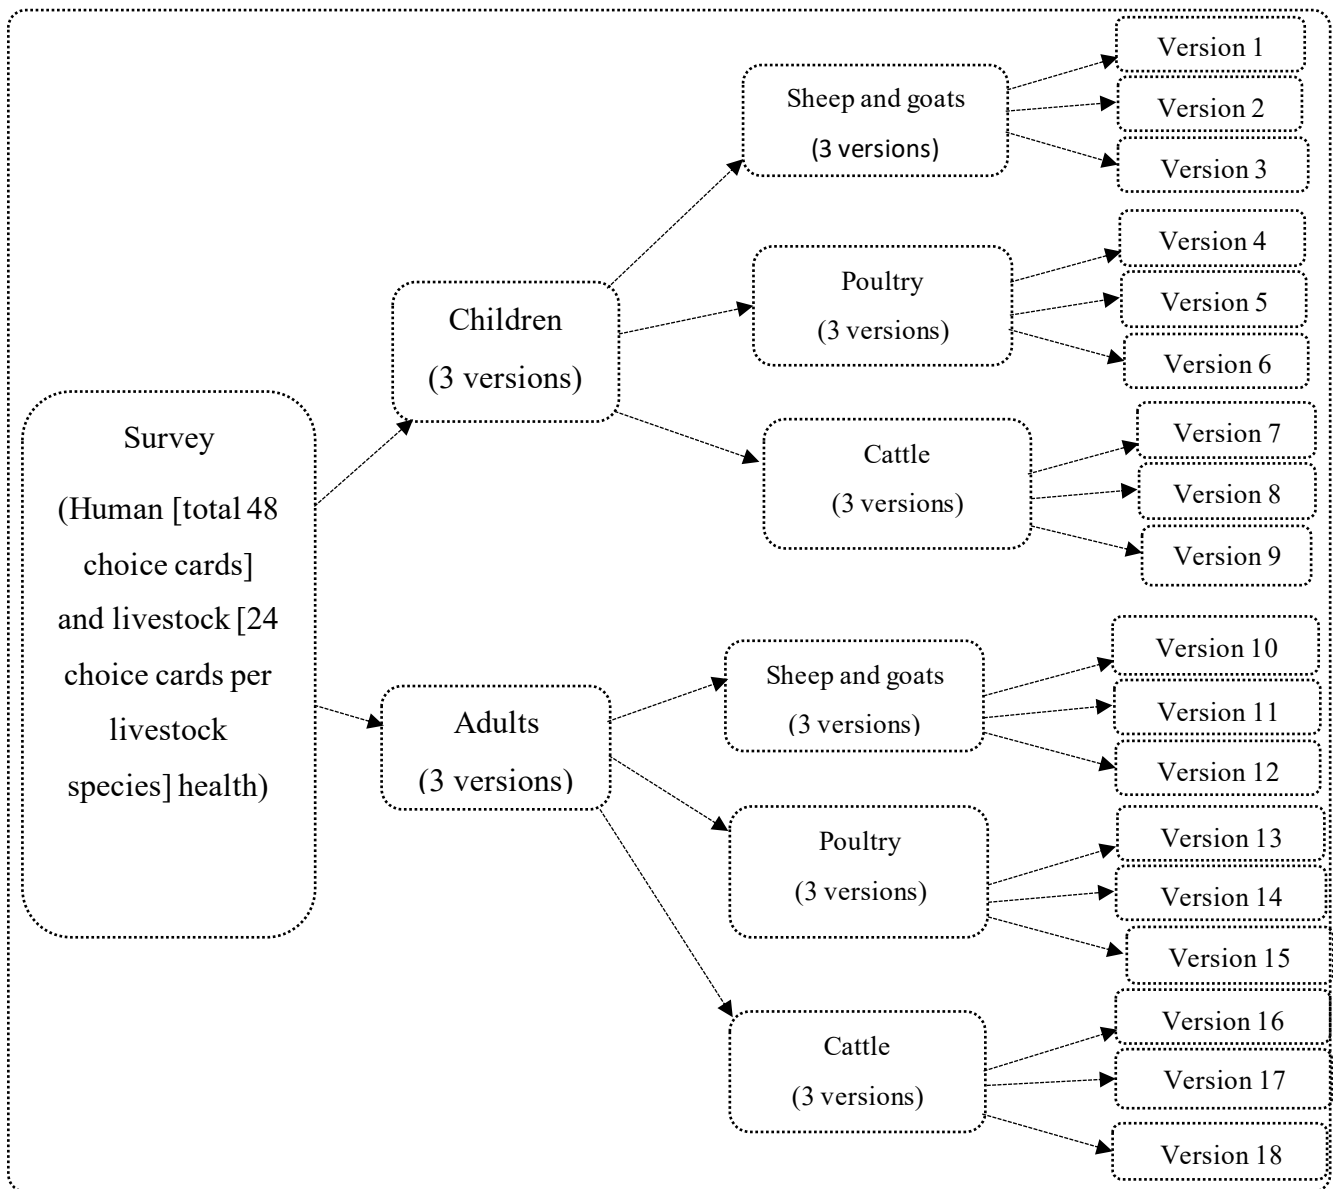 Survey
(Human [total 48
choice cards]
and livestock [24
choice cards per
livestock
species] health)
Children
(3 versions)
Sheep and goats
(3 versions)
Version 1
Version 2
Version 3
Poultry
(3 versions)
Version 4
Version 5
Version 6
Cattle
(3 versions)
Version 7
Version 8
Version 9
Adults
(3 versions)
Sheep and goats
(3 versions)
Version 10
Version 11
Version 12
Poultry
(3 versions)
Version 13
Version 14
Version 15
Cattle
(3 versions)
Version 16
Version 17
Version 18